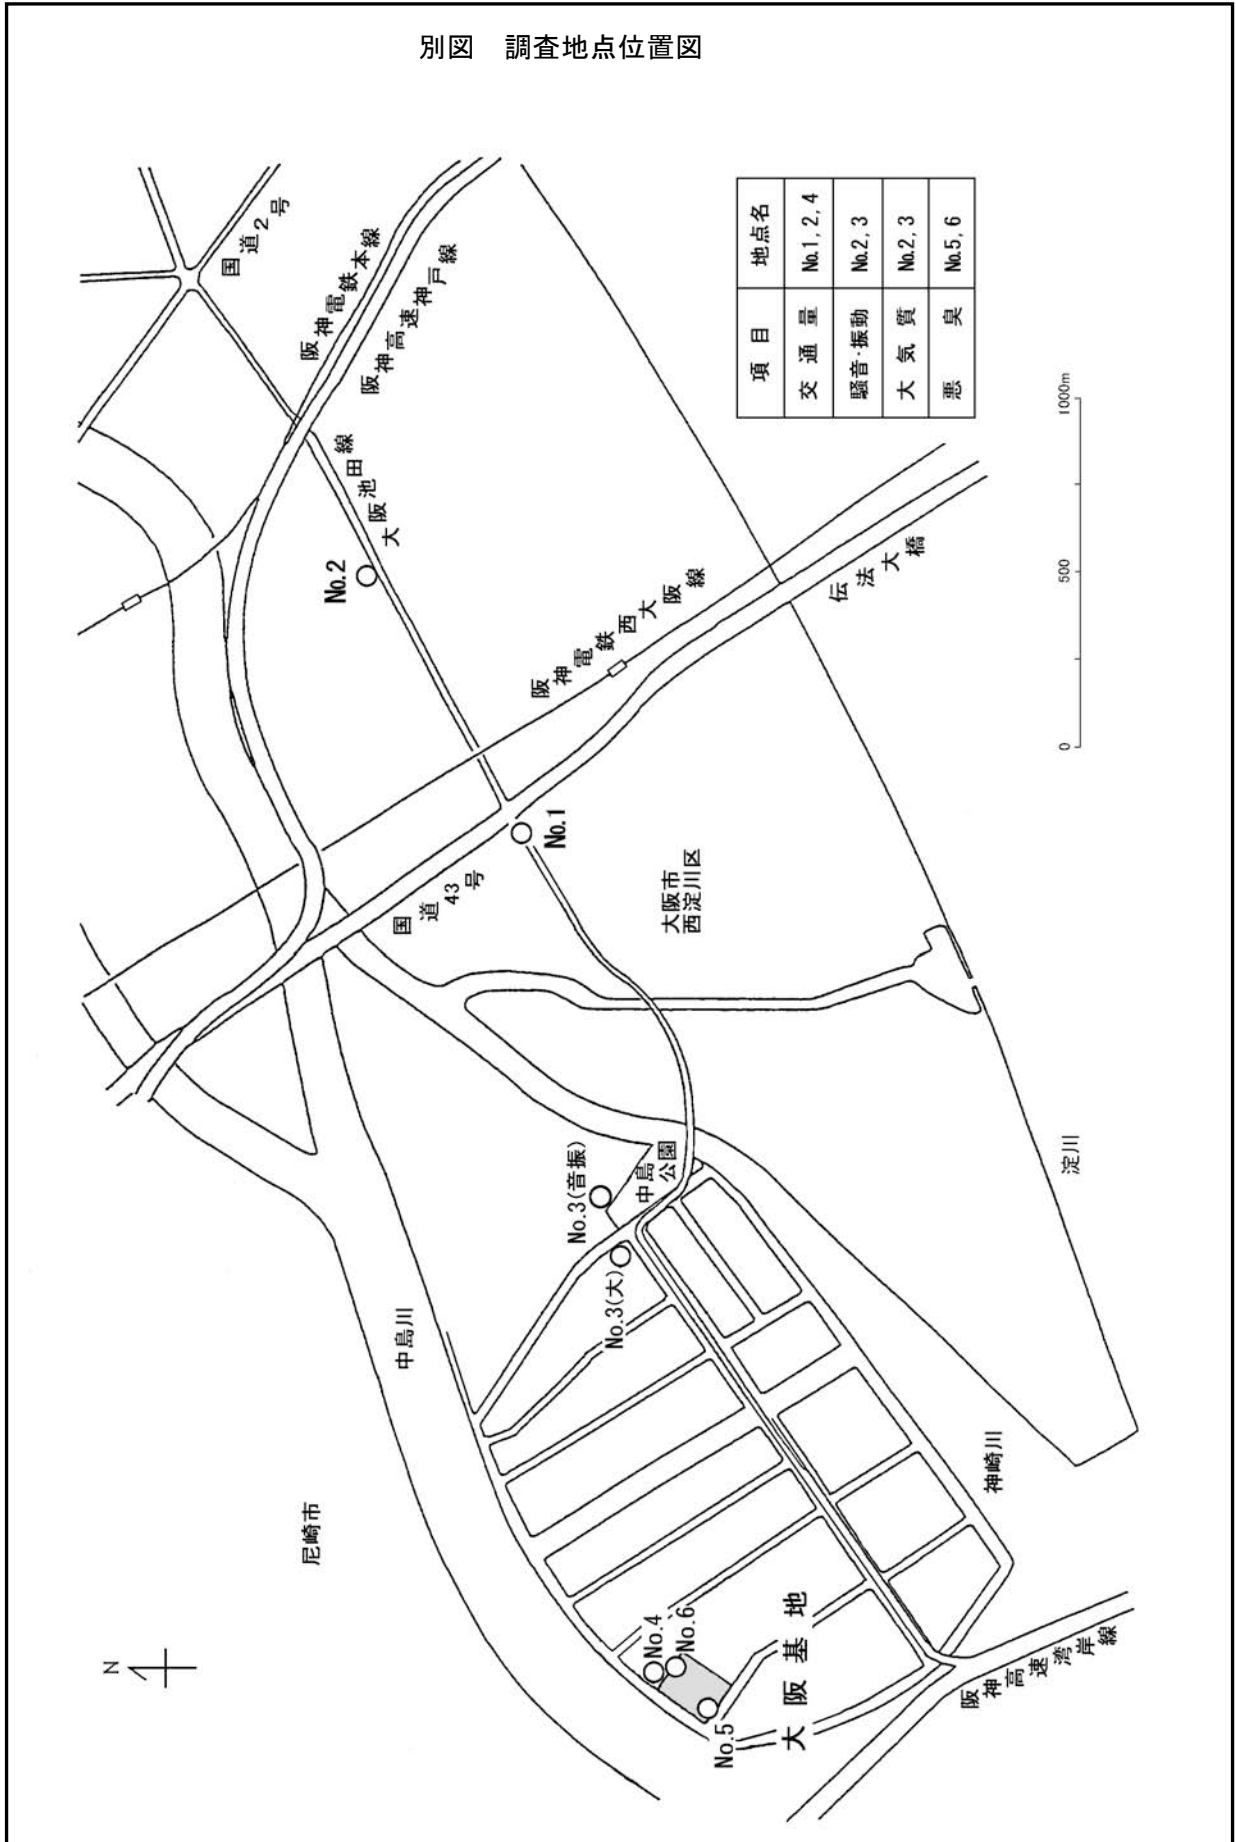 別図 調査地点位置図
N
国道2号
阪神電鉄本線
阪神高速神戸線
大阪池田線
No.2
阪神電鉄西大阪線
伝法大橋
No.1
国道43号
大阪市
西淀川区
項目 地点名
交通量 No.1, 2, 4
騒音・振動 No.2, 3
大気質 No.2, 3
悪臭 No.5, 6
0 500 1000m
淀川
中島公園
No.3(音振)
No.3(大)
中島川
尼崎市
神崎川
No.4
No.6
No.5
大阪基地
阪神高速湾岸線